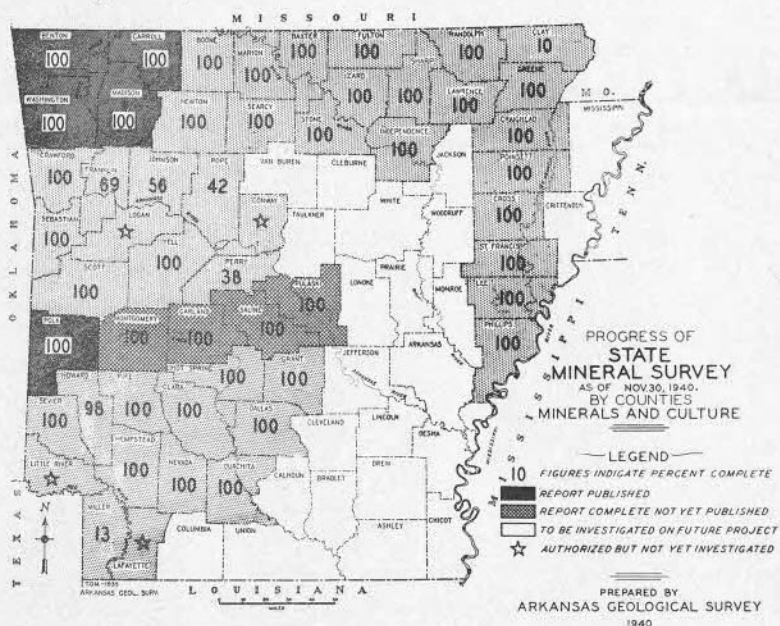 MISSOURI
BENTON
100
CARROLL
100
BOONE
100
MARION
100
BAXTER
100
FULTON
100
SHARP
100
RANDOLPH
100
CLAY
10
WASHINGTON
100
MADISON
100
NEWTON
100
SEARCY
100
STONE
100
IZARD
100
INDEPENDENCE
100
LAWRENCE
100
GREENE
100
MO.
CRAIGHEAD
100
MISSISSIPPI
CRAWFORD
100
FRANKLIN
69
JOHNSON
56
POPE
42
VAN BUREN
CLEBURNE
JACKSON
POINSETT
100
OKLAHOMA
SEBASTIAN
100
LOGAN
ARKANSAS
CONWAY
FAULKNER
WHITE
WOODRUFF
CROSS
100
CRITTENDEN
TENN.
SCOTT
100
YELL
100
PERRY
38
PULASKI
100
LONOKE
PRAIRIE
MONROE
ST. FRANCIS
100
LEE
100
PHILLIPS
100
POLK
100
MONTGOMERY
100
GARLAND
100
SALINE
100
HOT SPRING
100
GRANT
100
JEFFERSON
ARKANSAS
RIVER
MISSISSIPPI
SEVIER
100
HOWARD
98
PIKE
100
CLARK
100
DALLAS
100
CLEVELAND
LINCOLN
DESHA
LITTLE RIVER
HEMPSTEAD
100
NEVADA
100
OUACHITA
100
CALHOUN
BRADLEY
DREW
TEXAS
N
MILLER
13
LAFAYETTE
COLUMBIA
UNION
ASHLEY
CHICOT
LOUISIANA
T.O.M.-1935
ARKANSAS GEOL. SURV.
MILES
PROGRESS OF
STATE
MINERAL SURVEY
AS OF NOV. 30, 1940.
BY COUNTIES
MINERALS AND CULTURE
LEGEND
10 FIGURES INDICATE PERCENT COMPLETE
REPORT PUBLISHED
REPORT COMPLETE NOT YET PUBLISHED
TO BE INVESTIGATED ON FUTURE PROJECT
AUTHORIZED BUT NOT YET INVESTIGATED
PREPARED BY
ARKANSAS GEOLOGICAL SURVEY
1940